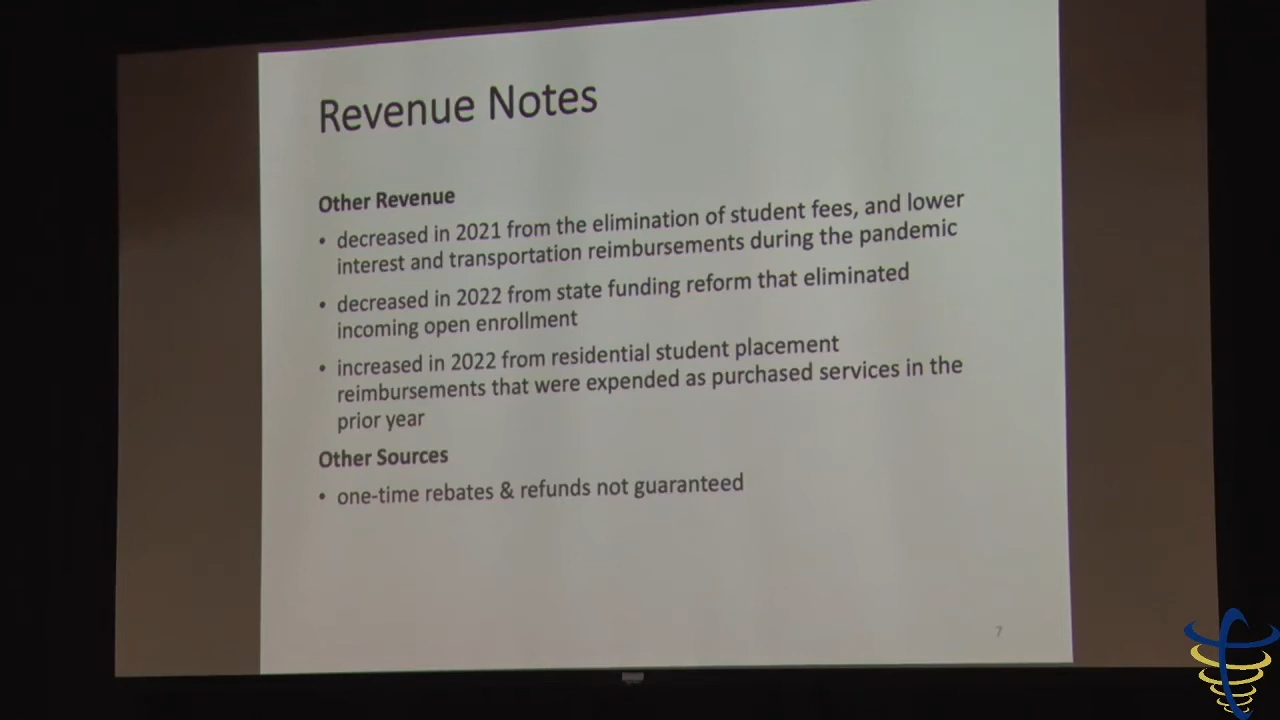 Revenue Notes
Other Revenue
• decreased in 2021 from the elimination of student fees, and lower
interest and transportation reimbursements during the pandemic
• decreased in 2022 from state funding reform that eliminated
incoming open enrollment
• increased in 2022 from residential student placement
reimbursements that were expended as purchased services in the
prior year
Other Sources
• one-time rebates & refunds not guaranteed
7